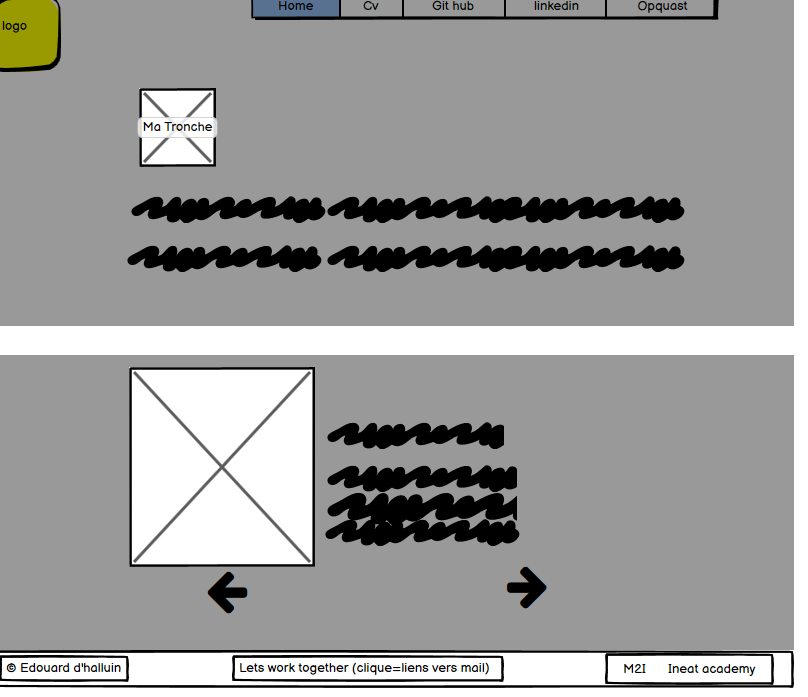 logo
Home Cv Git hub linkedin Opquast
Ma Tronche
© Edouard d'halluin Lets work together (clique=liens vers mail) M2I Ineat academy